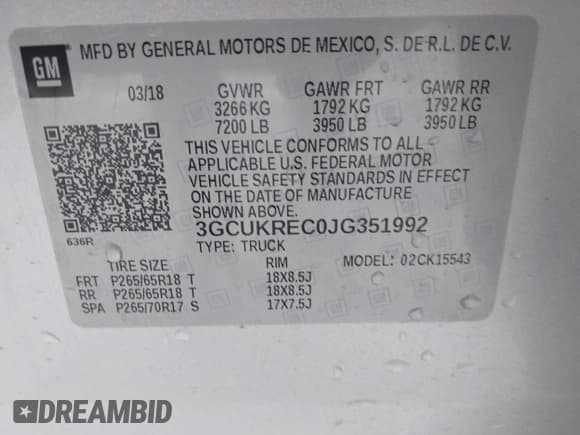 GM
MFD BY GENERAL MOTORS DE MEXICO, S. DE R.L. DE C.V.
03/18 GVWR GAWR FRT GAWR RR
3266 KG 1792 KG 1792 KG
7200 LB 3950 LB 3950 LB
THIS VEHICLE CONFORMS TO ALL
APPLICABLE U.S. FEDERAL MOTOR
VEHICLE SAFETY STANDARDS IN EFFECT
ON THE DATE OF MANUFACTURE
SHOWN ABOVE.
636R
3GCUKREC0JG351992
TYPE: TRUCK
TIRE SIZE RIM MODEL: 02CK15543
FRT P265/65R18 T 18X8.5J
RR P265/65R18 T 18X8.5J
SPA P265/70R17 S 17X7.5J
DREAMBID